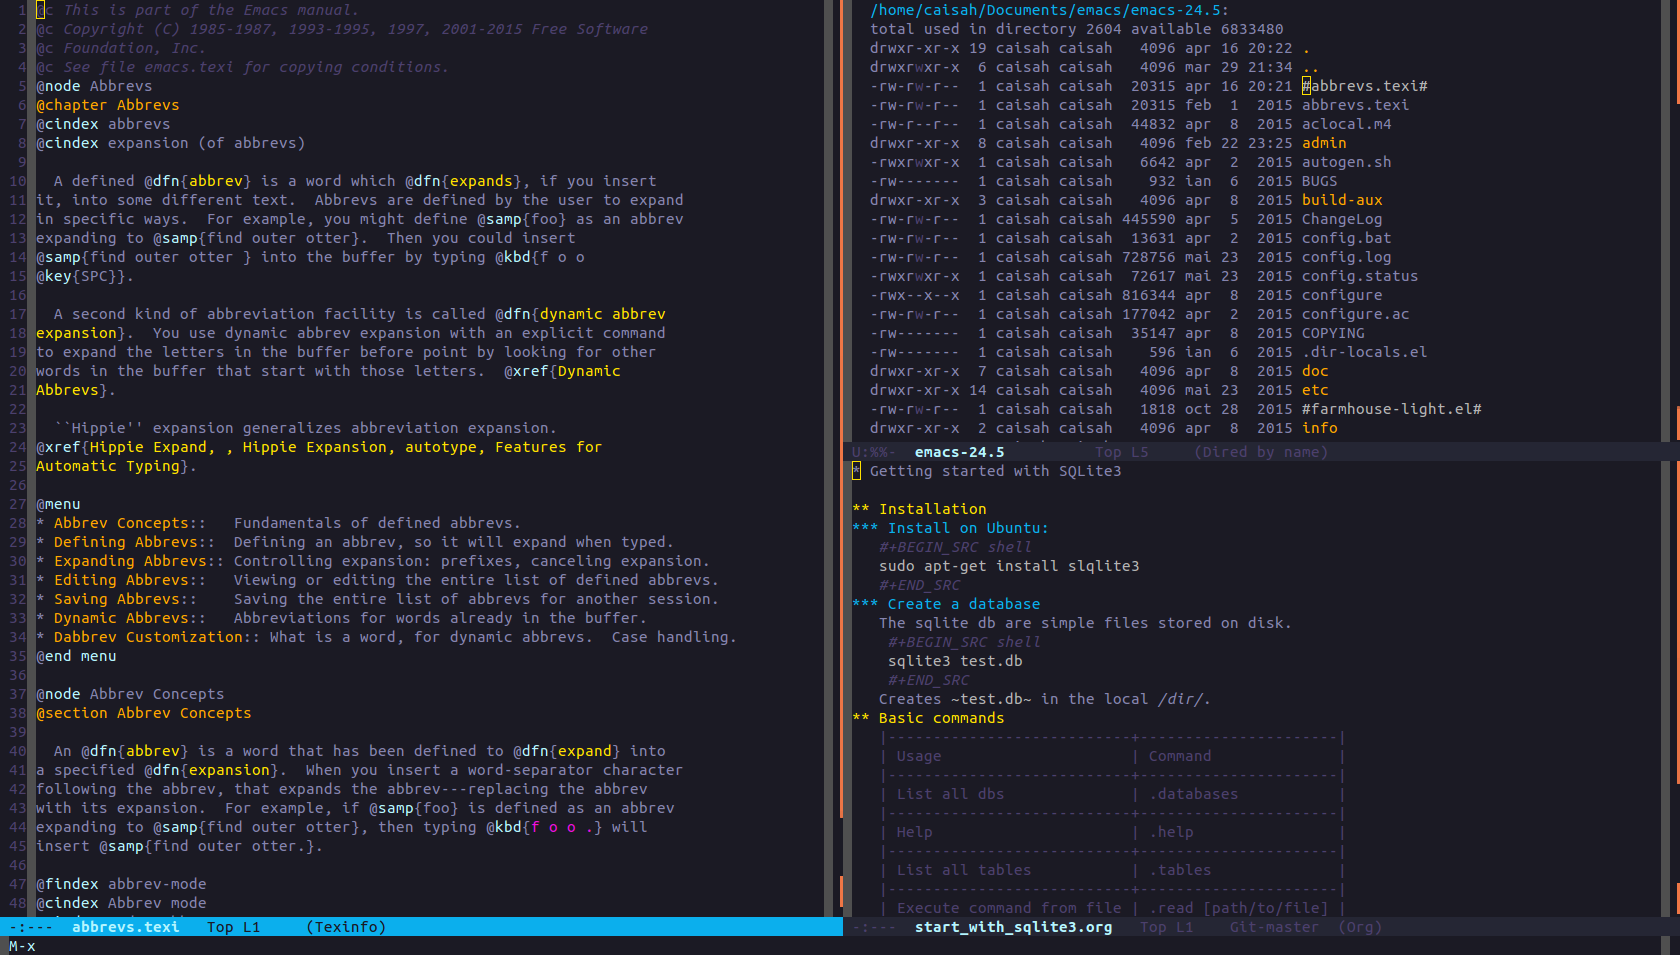 1 @c This is part of the Emacs manual.
2 @c Copyright (C) 1985-1987, 1993-1995, 1997, 2001-2015 Free Software
3 @c Foundation, Inc.
4 @c See file emacs.texi for copying conditions.
5 @node Abbrevs
6 @chapter Abbrevs
7 @cindex abbrevs
8 @cindex expansion (of abbrevs)
9
10   A defined @dfn{abbrev} is a word which @dfn{expands}, if you insert
11 it, into some different text.  Abbrevs are defined by the user to expand
12 in specific ways.  For example, you might define @samp{foo} as an abbrev
13 expanding to @samp{find outer otter}.  Then you could insert
14 @samp{find outer otter } into the buffer by typing @kbd{f o o
15 @key{SPC}}.
16
17   A second kind of abbreviation facility is called @dfn{dynamic abbrev
18 expansion}.  You use dynamic abbrev expansion with an explicit command
19 to expand the letters in the buffer before point by looking for other
20 words in the buffer that start with those letters.  @xref{Dynamic
21 Abbrevs}.
22
23   ``Hippie'' expansion generalizes abbreviation expansion.
24 @xref{Hippie Expand, , Hippie Expansion, autotype, Features for
25 Automatic Typing}.
26
27 @menu
28 * Abbrev Concepts::   Fundamentals of defined abbrevs.
29 * Defining Abbrevs::  Defining an abbrev, so it will expand when typed.
30 * Expanding Abbrevs:: Controlling expansion: prefixes, canceling expansion.
31 * Editing Abbrevs::   Viewing or editing the entire list of defined abbrevs.
32 * Saving Abbrevs::    Saving the entire list of abbrevs for another session.
33 * Dynamic Abbrevs::   Abbreviations for words already in the buffer.
34 * Dabbrev Customization:: What is a word, for dynamic abbrevs.  Case handling.
35 @end menu
36
37 @node Abbrev Concepts
38 @section Abbrev Concepts
39
40   An @dfn{abbrev} is a word that has been defined to @dfn{expand} into
41 a specified @dfn{expansion}.  When you insert a word-separator character
42 following the abbrev, that expands the abbrev---replacing the abbrev
43 with its expansion.  For example, if @samp{foo} is defined as an abbrev
44 expanding to @samp{find outer otter}, then typing @kbd{f o o .} will
45 insert @samp{find outer otter.}.
46
47 @findex abbrev-mode
48 @cindex Abbrev mode
-:---  abbrevs.texi   Top L1     (Texinfo)
M-x
/home/caisah/Documents/emacs/emacs-24.5:
total used in directory 2604 available 6833480
drwxr-xr-x 19 caisah caisah   4096 apr 16 20:22 .
drwxrwxr-x  6 caisah caisah   4096 mar 29 21:34 ..
-rw-rw-r--  1 caisah caisah  20315 apr 16 20:21 #abbrevs.texi#
-rw-rw-r--  1 caisah caisah  20315 feb  1  2015 abbrevs.texi
-rw-r--r--  1 caisah caisah  44832 apr  8  2015 aclocal.m4
drwxr-xr-x  8 caisah caisah   4096 feb 22 23:25 admin
-rwxrwxr-x  1 caisah caisah   6642 apr  2  2015 autogen.sh
-rw-------  1 caisah caisah    932 ian  6  2015 BUGS
drwxr-xr-x  3 caisah caisah   4096 apr  8  2015 build-aux
-rw-rw-r--  1 caisah caisah 445590 apr  5  2015 ChangeLog
-rw-rw-r--  1 caisah caisah  13631 apr  2  2015 config.bat
-rw-rw-r--  1 caisah caisah 728756 mai 23  2015 config.log
-rwxrwxr-x  1 caisah caisah  72617 mai 23  2015 config.status
-rwx--x--x  1 caisah caisah 816344 apr  8  2015 configure
-rw-rw-r--  1 caisah caisah 177042 apr  2  2015 configure.ac
-rw-------  1 caisah caisah  35147 apr  8  2015 COPYING
-rw-------  1 caisah caisah    596 ian  6  2015 .dir-locals.el
drwxr-xr-x  7 caisah caisah   4096 apr  8  2015 doc
drwxr-xr-x 14 caisah caisah   4096 mai 23  2015 etc
-rw-rw-r--  1 caisah caisah   1818 oct 28  2015 #farmhouse-light.el#
drwxr-xr-x  2 caisah caisah   4096 apr  8  2015 info
U:%%-  emacs-24.5          Top L5     (Dired by name)
* Getting started with SQLite3
** Installation
*** Install on Ubuntu:
#+BEGIN_SRC shell
sudo apt-get install slqlite3
#+END_SRC
*** Create a database
The sqlite db are simple files stored on disk.
#+BEGIN_SRC shell
sqlite3 test.db
#+END_SRC
Creates ~test.db~ in the local /dir/.
** Basic commands
|---------------------------+----------------------|
| Usage                     | Command              |
|---------------------------+----------------------|
| List all dbs              | .databases           |
|---------------------------+----------------------|
| Help                      | .help                |
|---------------------------+----------------------|
| List all tables           | .tables              |
|---------------------------+----------------------|
| Execute command from file | .read [path/to/file] |
-:---  start_with_sqlite3.org   Top L1    Git-master  (Org)